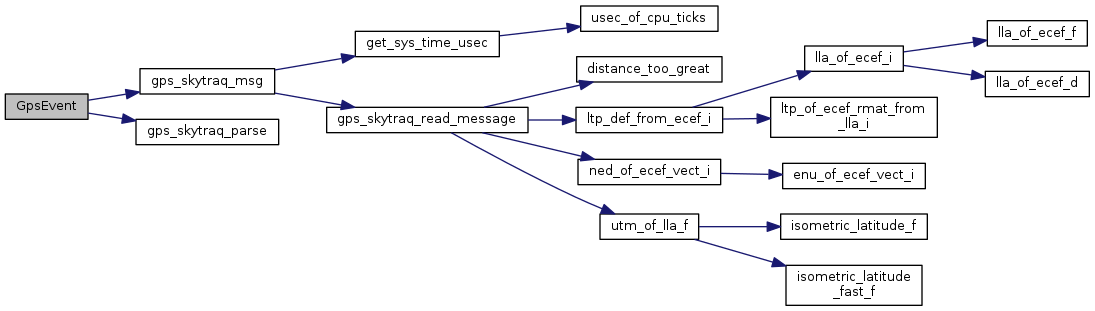 GpsEvent
gps_skytraq_msg
gps_skytraq_parse
get_sys_time_usec
usec_of_cpu_ticks
gps_skytraq_read_message
distance_too_great
ltp_def_from_ecef_i
lla_of_ecef_i
lla_of_ecef_f
lla_of_ecef_d
ltp_of_ecef_rmat_from
_lla_i
ned_of_ecef_vect_i
enu_of_ecef_vect_i
utm_of_lla_f
isometric_latitude_f
isometric_latitude
_fast_f